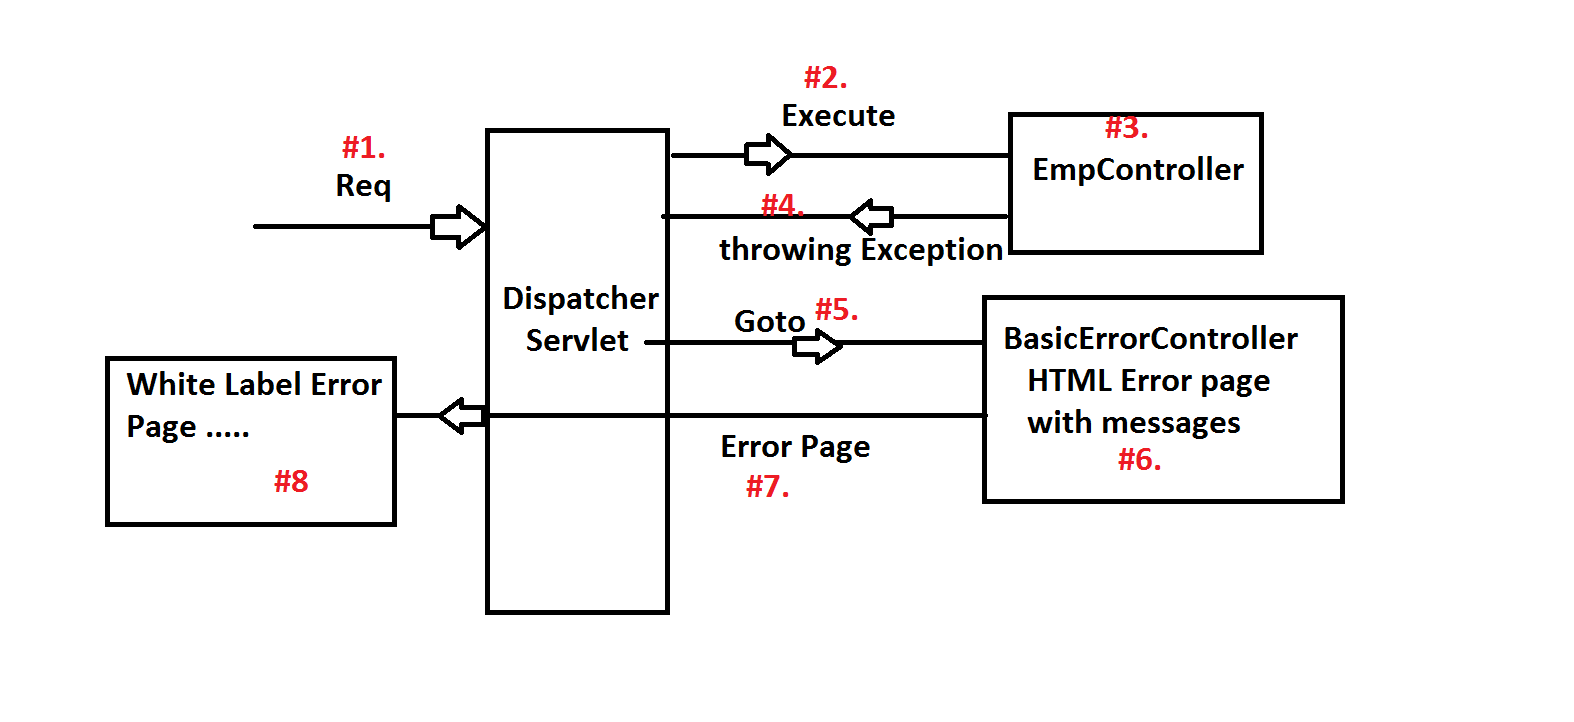 #1.
Req
#2.
Execute
#3.
EmpController
#4.
throwing Exception
Dispatcher
Servlet
Goto #5.
BasicErrorController
HTML Error page
with messages
#6.
Error Page
#7.
White Label Error
Page .....
#8